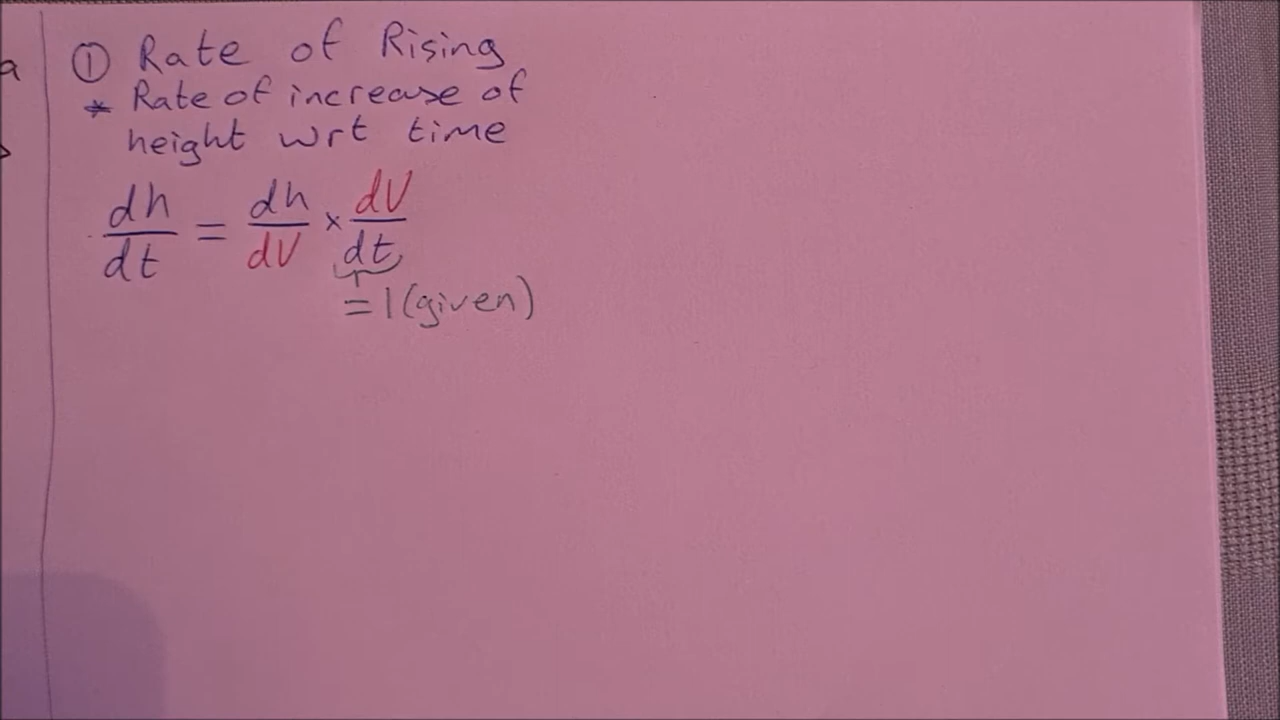 ① Rate of Rising
* Rate of increase of
height wrt time
dh/dt = dh/dV × dV/dt
= 1 (given)